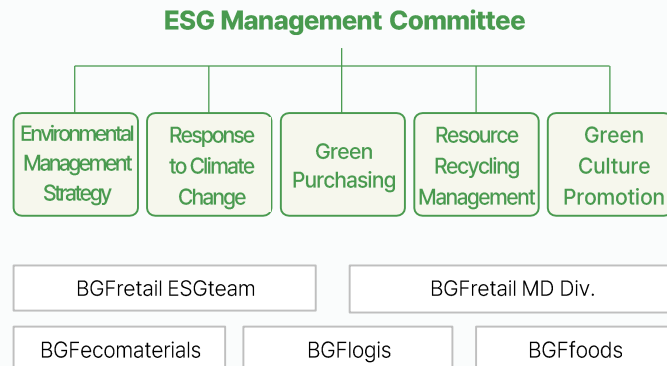 ESG Management Committee
Environmental
Management
Strategy
Response
to Climate
Change
Green
Purchasing
Resource
Recycling
Management
Green
Culture
Promotion
BGFretail ESGteam
BGFretail MD Div.
BGFecomaterials
BGFlogis
BGFfoods